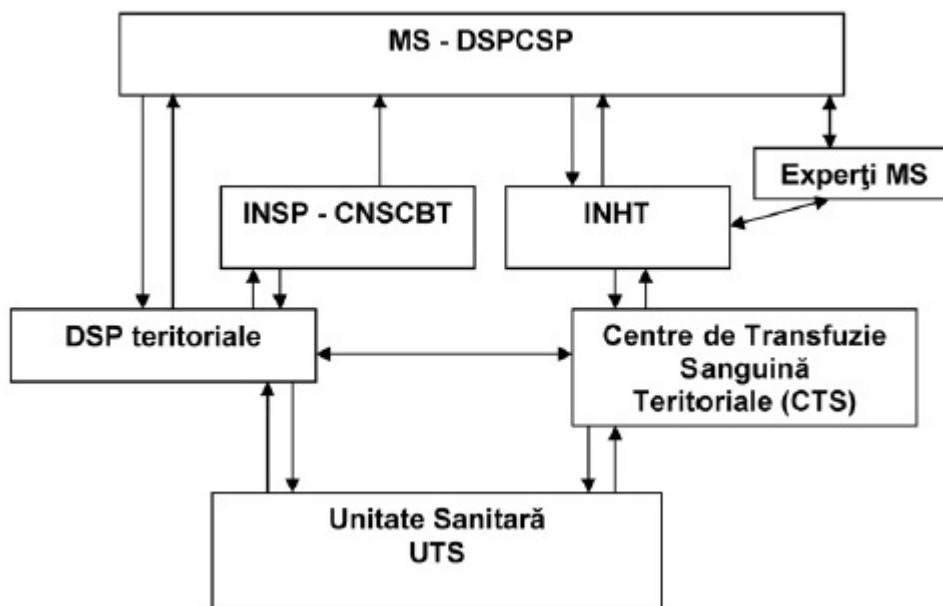 MS - DSPCSP
Experţi MS
INSP - CNSCBT
INHT
DSP teritoriale
Centre de Transfuzie
Sanguină
Teritoriale (CTS)
Unitate Sanitară
UTS